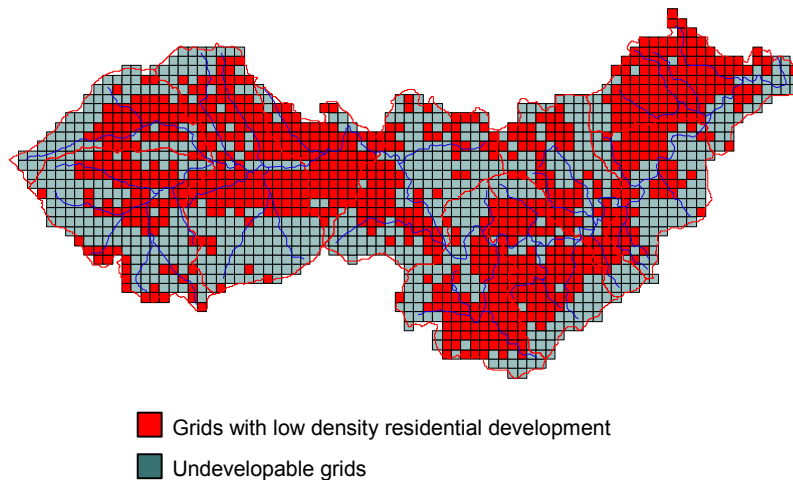 Grids with low density residential development
Undevelopable grids